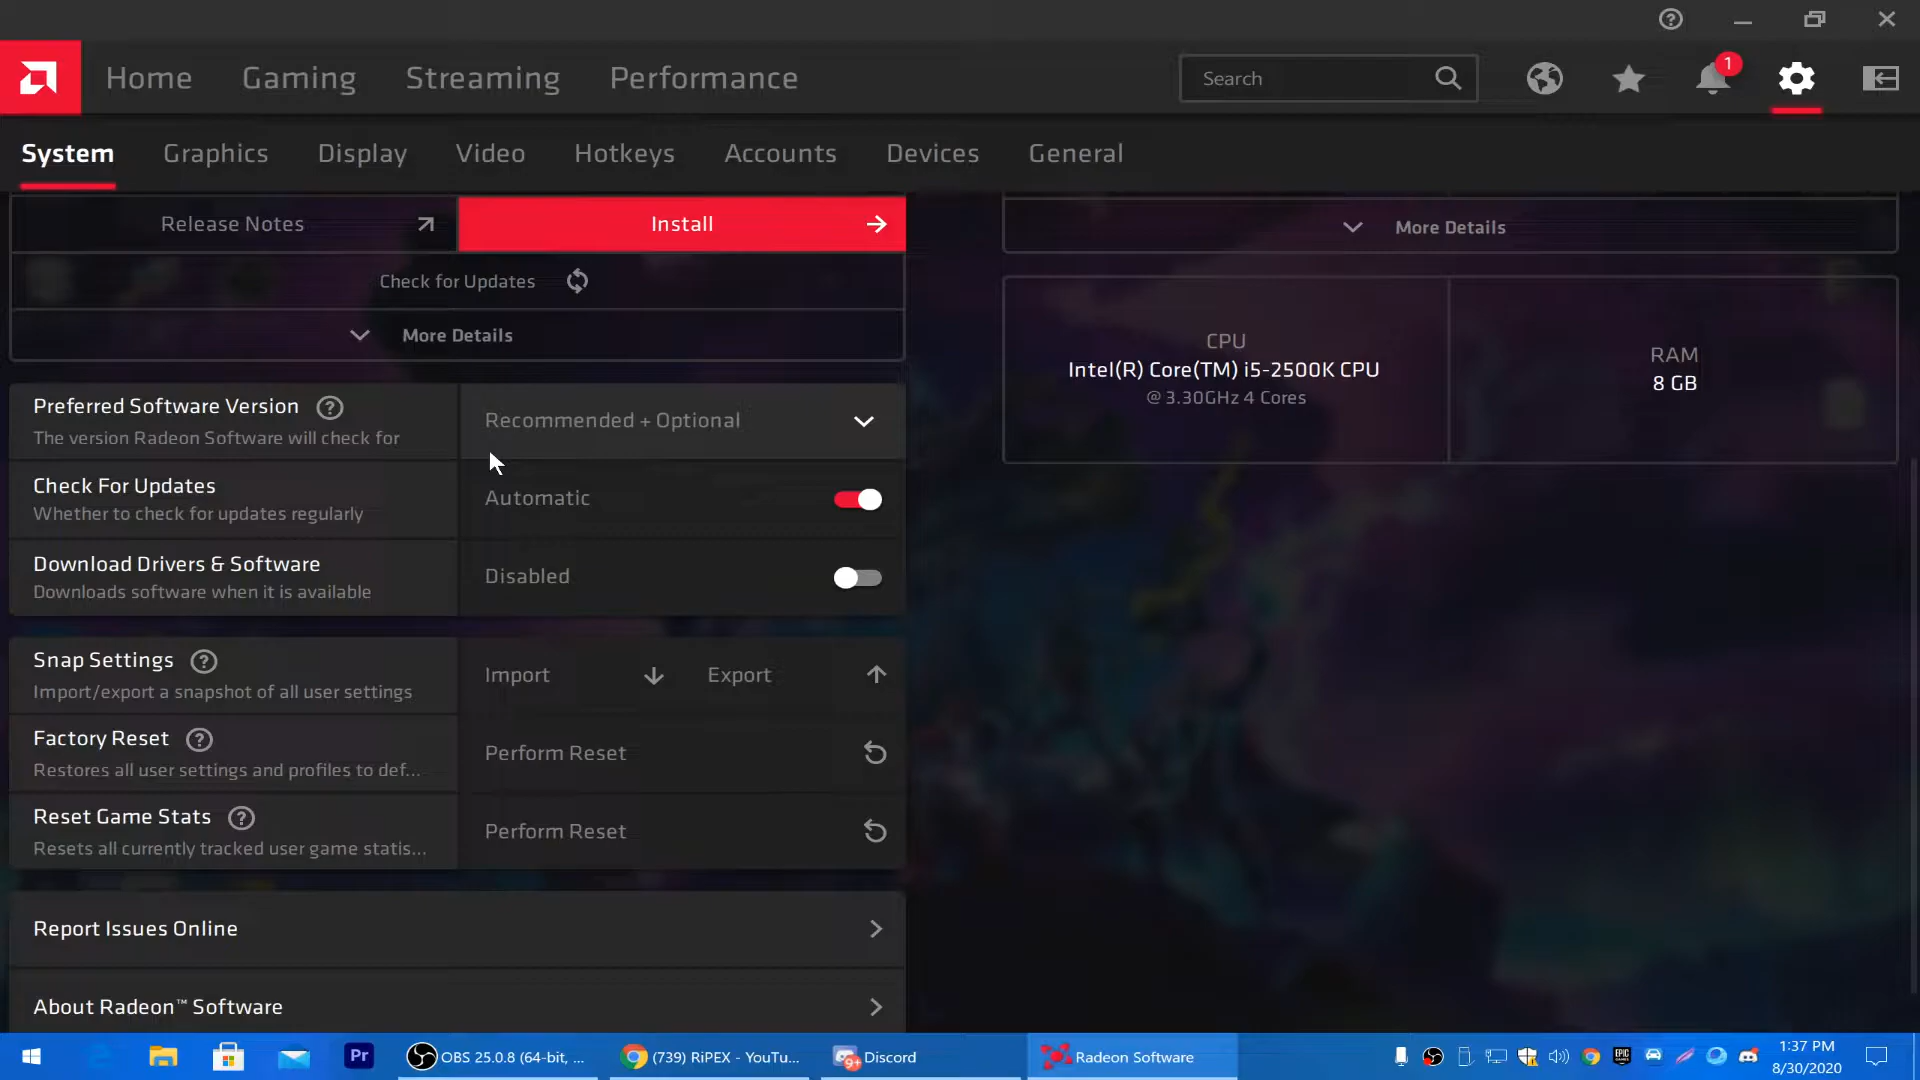 Home
Gaming
Streaming
Performance
Search
1
System
Graphics
Display
Video
Hotkeys
Accounts
Devices
General
Release Notes
Install
Check for Updates
More Details
Preferred Software Version
The version Radeon Software will check for
Recommended + Optional
Check For Updates
Whether to check for updates regularly
Automatic
Download Drivers & Software
Downloads software when it is available
Disabled
Snap Settings
Import/export a snapshot of all user settings
Import
Export
Factory Reset
Restores all user settings and profiles to def...
Perform Reset
Reset Game Stats
Resets all currently tracked user game statis...
Perform Reset
Report Issues Online
About Radeon™ Software
More Details
CPU
Intel(R) Core(TM) i5-2500K CPU
@ 3.30GHz 4 Cores
RAM
8 GB
Pr
OBS 25.0.8 (64-bit, ...
(739) RiPEX - YouTu...
9+
Discord
Radeon Software
EPIC
1:37 PM
8/30/2020